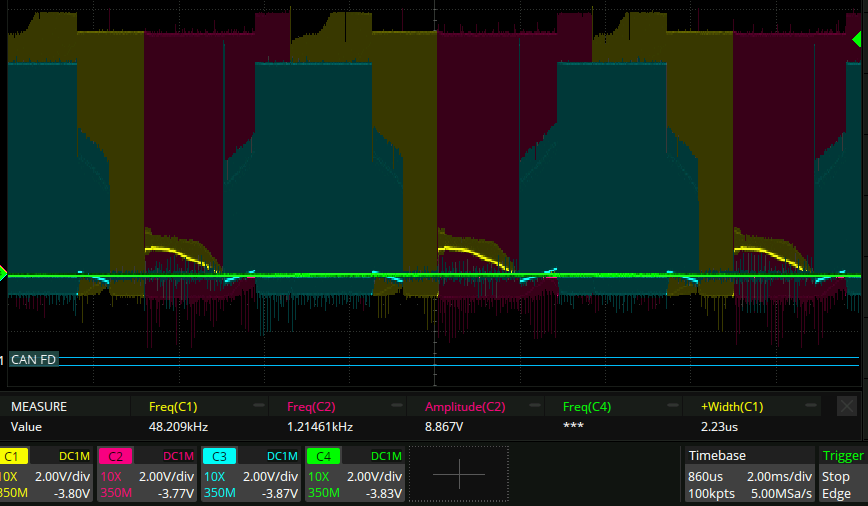 1 CAN FD
MEASURE Freq(C1) Freq(C2) Amplitude(C2) Freq(C4) +Width(C1)
Value 48.209kHz 1.21461kHz 8.867V *** 2.23us
C1 DC1M C2 DC1M C3 DC1M C4 DC1M Timebase Trigger
10X 2.00V/div 10X 2.00V/div 10X 2.00V/div 10X 2.00V/div 860us 2.00ms/div Stop
350M -3.80V 350M -3.77V 350M -3.87V 350M -3.83V 100kpts 5.00MSa/s Edge